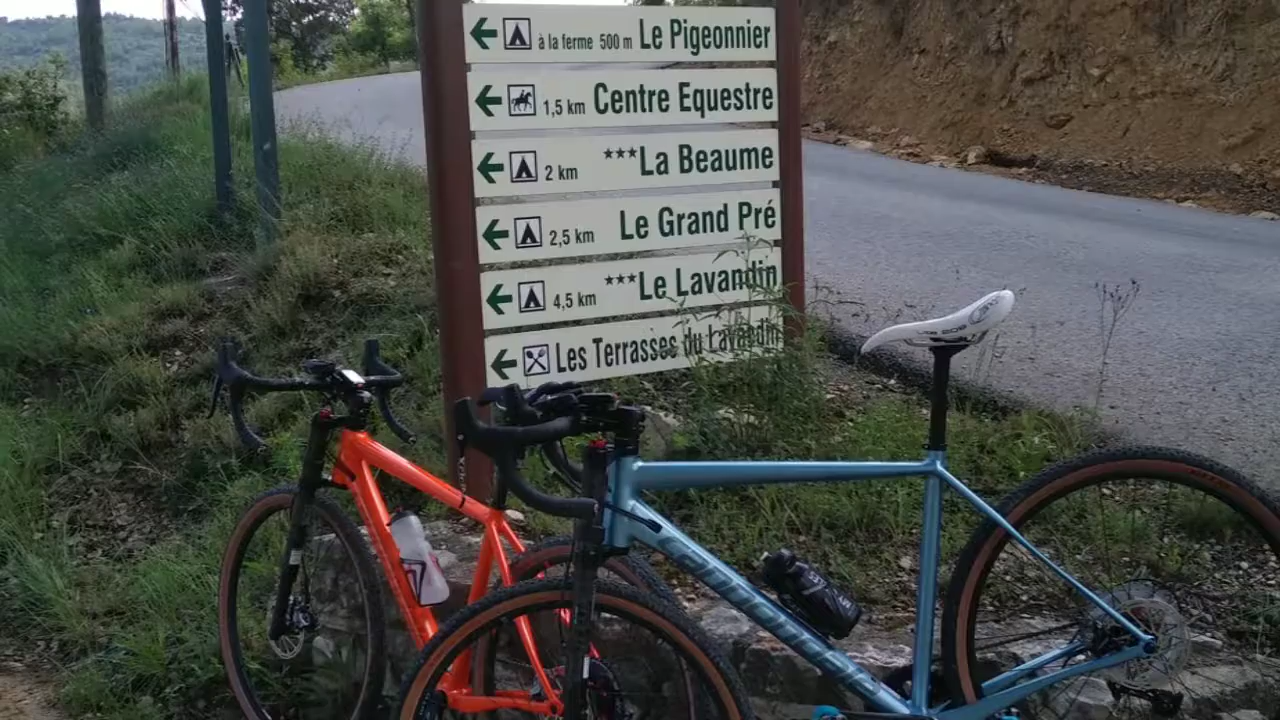 à la ferme 500 m Le Pigeonnier
1,5 km Centre Equestre
2 km ***La Beaume
2,5 km Le Grand Pré
4,5 km ***Le Lavandin
Les Terrasses du Lavandin